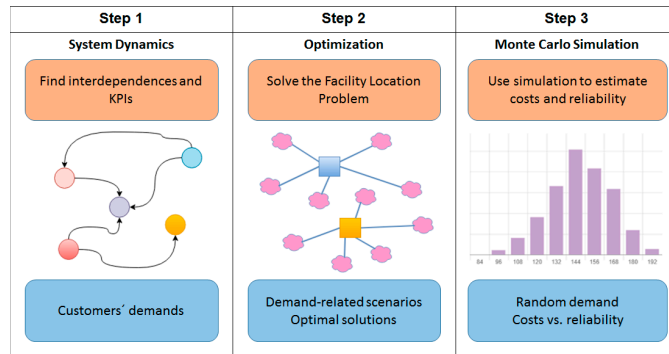 Step 1
Step 2
Step 3
System Dynamics
Optimization
Monte Carlo Simulation
Find interdependences and
KPIs
Solve the Facility Location
Problem
Use simulation to estimate
costs and reliability
84 96 108 120 132 144 156 168 180 192
Customers´ demands
Demand-related scenarios
Optimal solutions
Random demand
Costs vs. reliability